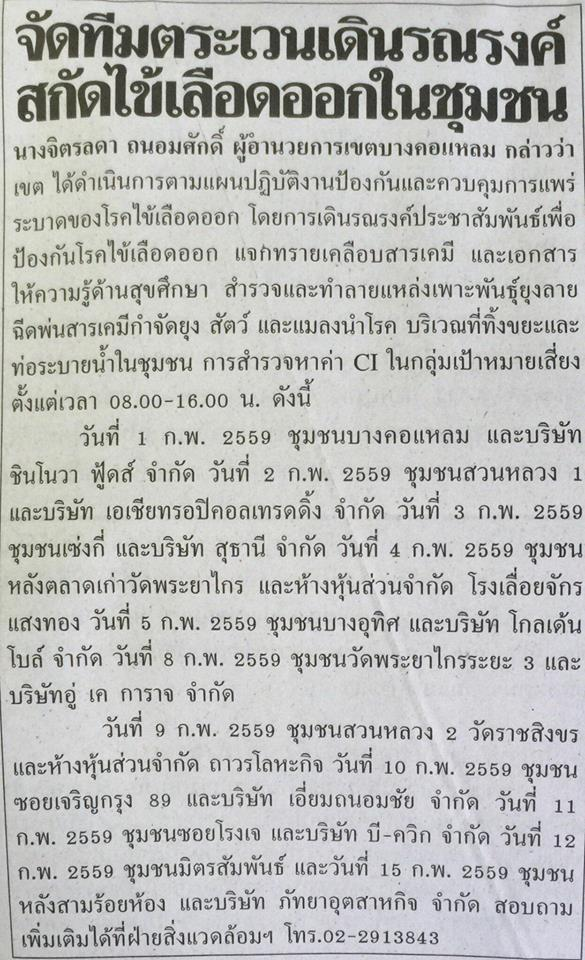 จัดทีมตระเวนเดินรณรงค์
สกัดไข้เลือดออกในชุมชน
นางจิตรลดา ถนอมศักดิ์ ผู้อำนวยการเขตบางคอแหลม กล่าวว่า
เขต ได้ดำเนินการตามแผนปฏิบัติงานป้องกันและควบคุมการแพร่
ระบาดของโรคไข้เลือดออก โดยการเดินรณรงค์ประชาสัมพันธ์เพื่อ
ป้องกันโรคไข้เลือดออก แจกทรายเคลือบสารเคมี และเอกสาร
ให้ความรู้ด้านสุขศึกษา สำรวจและทำลายแหล่งเพาะพันธุ์ยุงลาย
ฉีดพ่นสารเคมีกำจัดยุง สัตว์ และแมลงนำโรค บริเวณที่ทิ้งขยะและ
ท่อระบายน้ำในชุมชน การสำรวจหาค่า CI ในกลุ่มเป้าหมายเสี่ยง
ตั้งแต่เวลา 08.00-16.00 น. ดังนี้
วันที่ 1 ก.พ. 2559 ชุมชนบางคอแหลม และบริษัท
ชินโนวา ฟู้ดส์ จำกัด วันที่ 2 ก.พ. 2559 ชุมชนสวนหลวง 1
และบริษัท เอเชียทรอปิคอลเทรดดิ้ง จำกัด วันที่ 3 ก.พ. 2559
ชุมชนเซ่งกี่ และบริษัท สุธานี จำกัด วันที่ 4 ก.พ. 2559 ชุมชน
หลังตลาดเก่าวัดพระยาไกร และห้างหุ้นส่วนจำกัด โรงเลื่อยจักร
แสงทอง วันที่ 5 ก.พ. 2559 ชุมชนบางอุทิศ และบริษัท โกลเด้น
โบล์ จำกัด วันที่ 8 ก.พ. 2559 ชุมชนวัดพระยาไกรระยะ 3 และ
บริษัทอู่ เค การาจ จำกัด
วันที่ 9 ก.พ. 2559 ชุมชนสวนหลวง 2 วัดราชสิงขร
และห้างหุ้นส่วนจำกัด ถาวรโลหะกิจ วันที่ 10 ก.พ. 2559 ชุมชน
ซอยเจริญกรุง 89 และบริษัท เอี่ยมถนอมชัย จำกัด วันที่ 11
ก.พ. 2559 ชุมชนซอยโรงเจ และบริษัท บี-ควิก จำกัด วันที่ 12
ก.พ. 2559 ชุมชนมิตรสัมพันธ์ และวันที่ 15 ก.พ. 2559 ชุมชน
หลังสามร้อยห้อง และบริษัท ภัทยาอุตสาหกิจ จำกัด สอบถาม
เพิ่มเติมได้ที่ฝ่ายสิ่งแวดล้อมฯ โทร.02-2913843